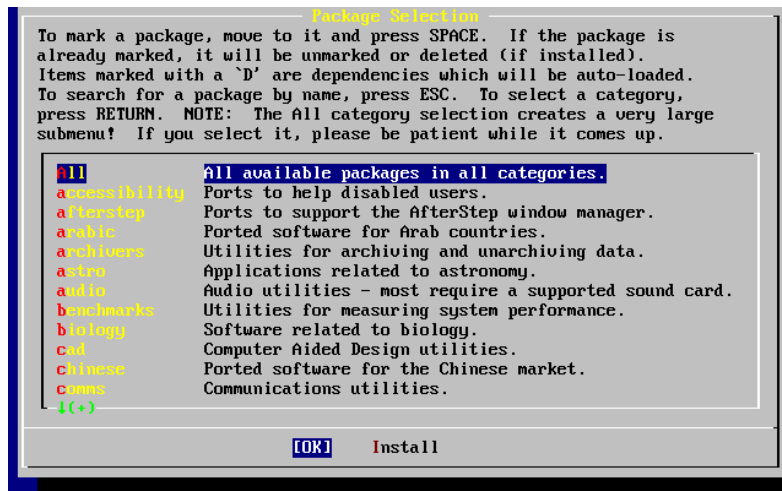 Package Selection
To mark a package, move to it and press SPACE.  If the package is
already marked, it will be unmarked or deleted (if installed).
Items marked with a `D' are dependencies which will be auto-loaded.
To search for a package by name, press ESC.  To select a category,
press RETURN.  NOTE:  The All category selection creates a very large
submenu!  If you select it, please be patient while it comes up.
All All available packages in all categories.
accessibility Ports to help disabled users.
afterstep Ports to support the AfterStep window manager.
arabic Ported software for Arab countries.
archivers Utilities for archiving and unarchiving data.
astro Applications related to astronomy.
audio Audio utilities - most require a supported sound card.
benchmarks Utilities for measuring system performance.
biology Software related to biology.
cad Computer Aided Design utilities.
chinese Ported software for the Chinese market.
comms Communications utilities.
↓(+)
[OK] Install